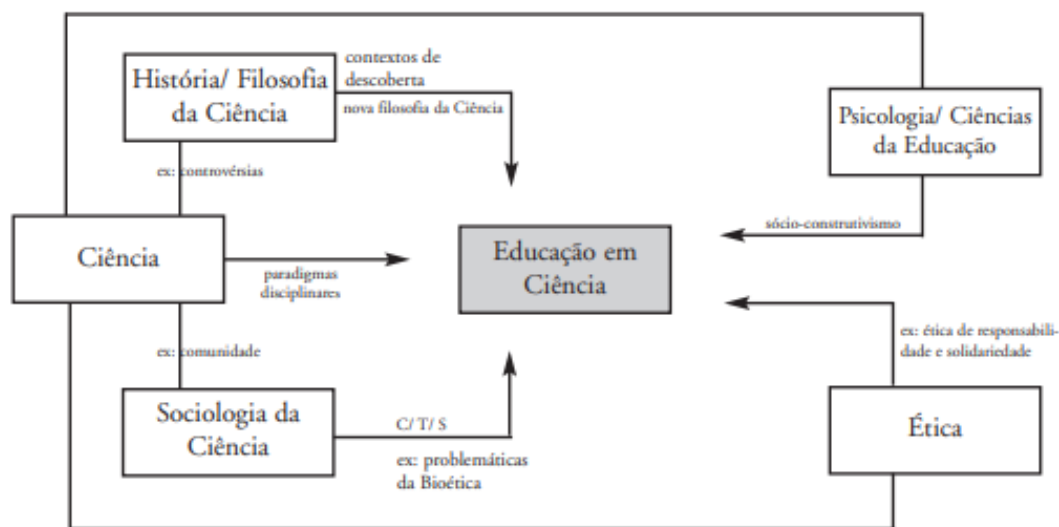 História/ Filosofia
da Ciência
contextos de
descoberta
nova filosofia da Ciência
Psicologia/ Ciências
da Educação
ex: controvérsias
sócio-construtivismo
Ciência
paradigmas
disciplinares
Educação em
Ciência
ex: comunidade
ex: ética de responsabili-
dade e solidariedade
Sociologia da
Ciência
C/ T/ S
ex: problemáticas
da Bioética
Ética